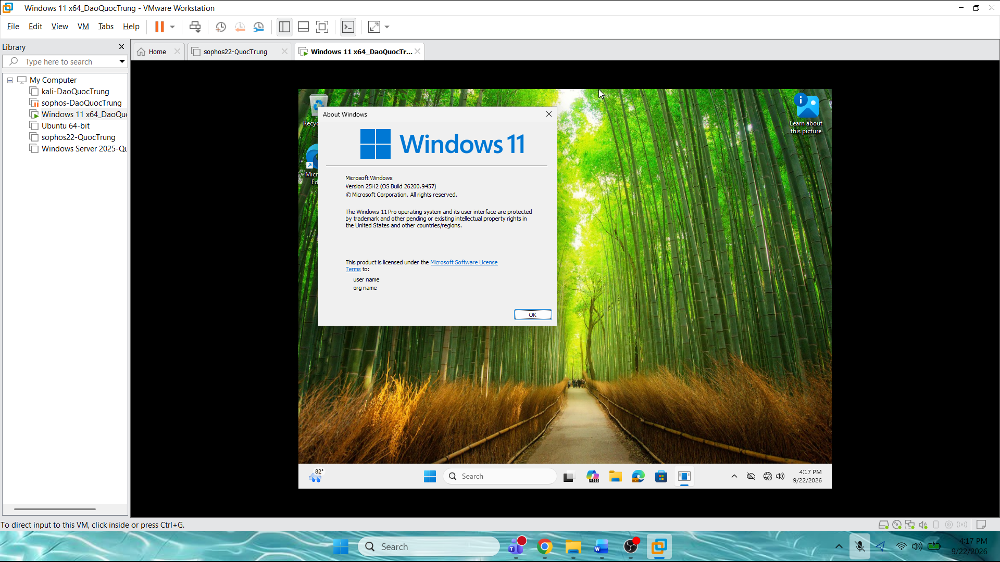 Windows 11 x64_DaoQuocTrung - VMware Workstation
File Edit View VM Tabs Help
Library
Type here to search
My Computer
kali-DaoQuocTrung
sophos-DaoQuocTrung
Windows 11 x64_DaoQuo
Ubuntu 64-bit
sophos22-QuocTrung
Windows Server 2025-Qu
Home
sophos22-QuocTrung
Windows 11 x64_DaoQuocTr...
Recyc
Micr
Ed
Learn about
this picture
About Windows
Windows 11
Microsoft Windows
Version 25H2 (OS Build 26200.9457)
© Microsoft Corporation. All rights reserved.
The Windows 11 Pro operating system and its user interface are protected
by trademark and other pending or existing intellectual property rights in
the United States and other countries/regions.
This product is licensed under the Microsoft Software License
Terms to:
user name
org name
OK
82°
Search
M365
4:17 PM
9/22/2026
To direct input to this VM, click inside or press Ctrl+G.
Search
4:17 PM
9/22/2026